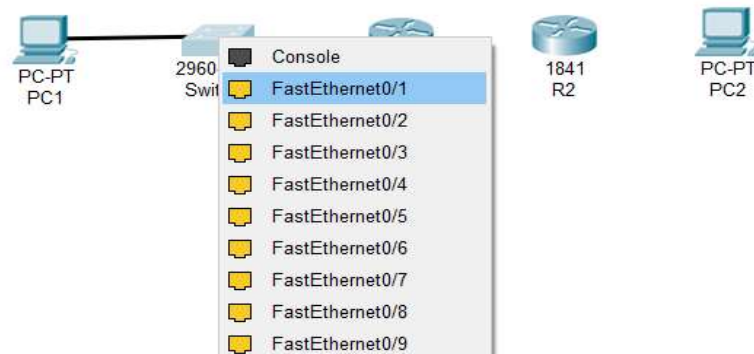 PC-PT
PC1
2960-
Swit
Console
FastEthernet0/1
FastEthernet0/2
FastEthernet0/3
FastEthernet0/4
FastEthernet0/5
FastEthernet0/6
FastEthernet0/7
FastEthernet0/8
FastEthernet0/9
1841
R2
PC-PT
PC2